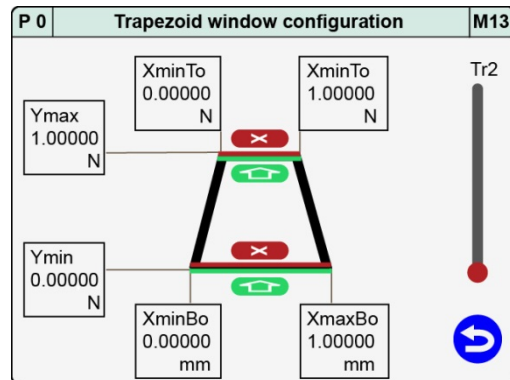 P 0 Trapezoid window configuration M13
XminTo
0.00000
N
XminTo
1.00000
N
Tr2
Ymax
1.00000
N
Ymin
0.00000
N
XminBo
0.00000
mm
XmaxBo
1.00000
mm